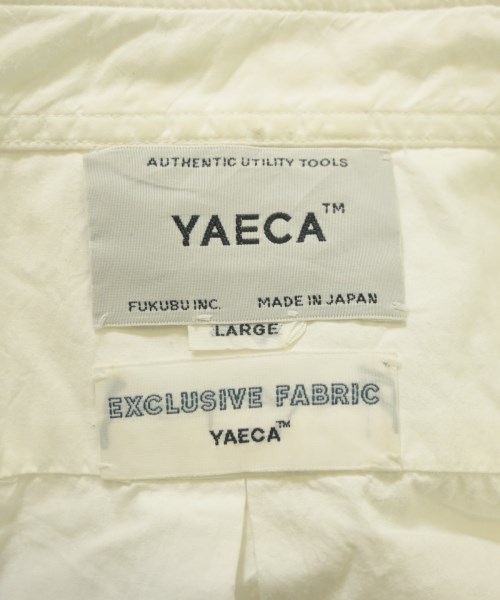 AUTHENTIC UTILITY TOOLS
YAECA™
FUKUBU INC. MADE IN JAPAN
LARGE
EXCLUSIVE FABRIC
YAECA™